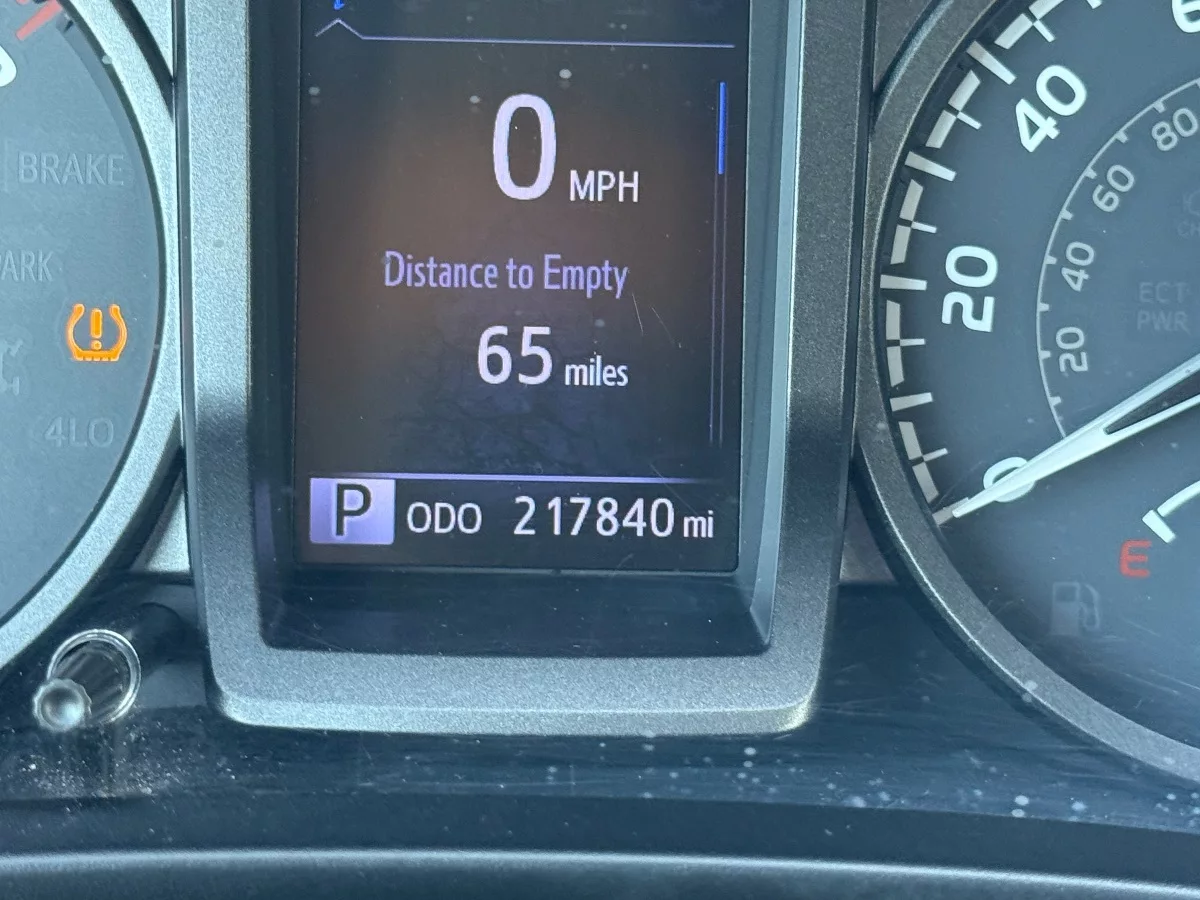 0 MPH
Distance to Empty
65 miles
P ODO 217840 mi
BRAKE
4LO
40
20
0
80
60
40
20
ECT
PWR
E